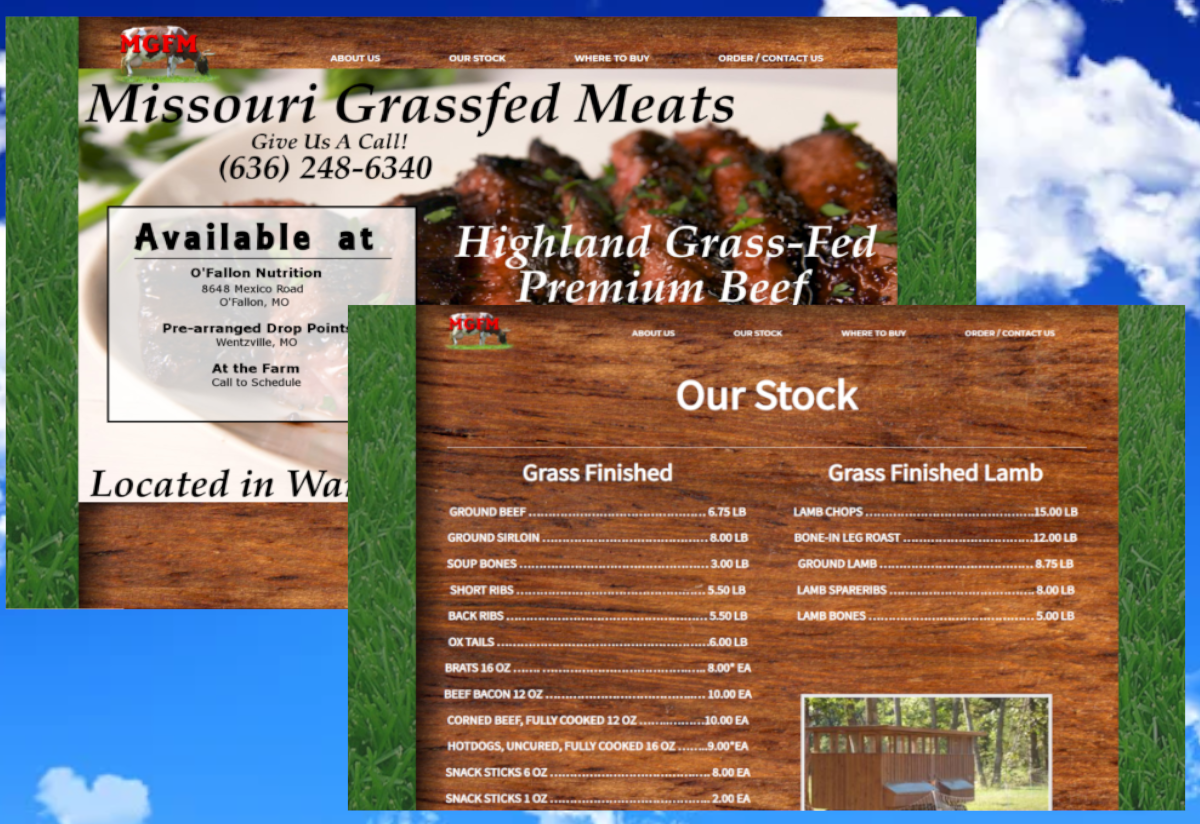 MGFM
ABOUT US OUR STOCK WHERE TO BUY ORDER / CONTACT US
Missouri Grassfed Meats
Give Us A Call!
(636) 248-6340
Available at
O'Fallon Nutrition
8648 Mexico Road
O'Fallon, MO
Pre-arranged Drop Points
Wentzville, MO
At the Farm
Call to Schedule
Highland Grass-Fed
Premium Beef
Located in
MGFM
ABOUT US OUR STOCK WHERE TO BUY ORDER / CONTACT US
Our Stock
Grass Finished
GROUND BEEF ................................................ 6.75 LB
GROUND SIRLOIN ............................................. 8.00 LB
SOUP BONES .................................................. 3.00 LB
SHORT RIBS ................................................... 5.50 LB
BACK RIBS ..................................................... 5.50 LB
OX TAILS ........................................................ 6.00 LB
BRATS 16 OZ .................................................... 8.00* EA
BEEF BACON 12 OZ .......................................... 10.00 EA
CORNED BEEF, FULLY COOKED 12 OZ .................10.00 EA
HOTDOGS, UNCURED, FULLY COOKED 16 OZ ........9.00*EA
SNACK STICKS 6 OZ .......................................... 8.00 EA
SNACK STICKS 1 OZ .......................................... 2.00 EA
Grass Finished Lamb
LAMB CHOPS ..............................................15.00 LB
BONE-IN LEG ROAST ...................................12.00 LB
GROUND LAMB ..........................................8.75 LB
LAMB SPARERIBS ........................................8.00 LB
LAMB BONES .............................................. 5.00 LB